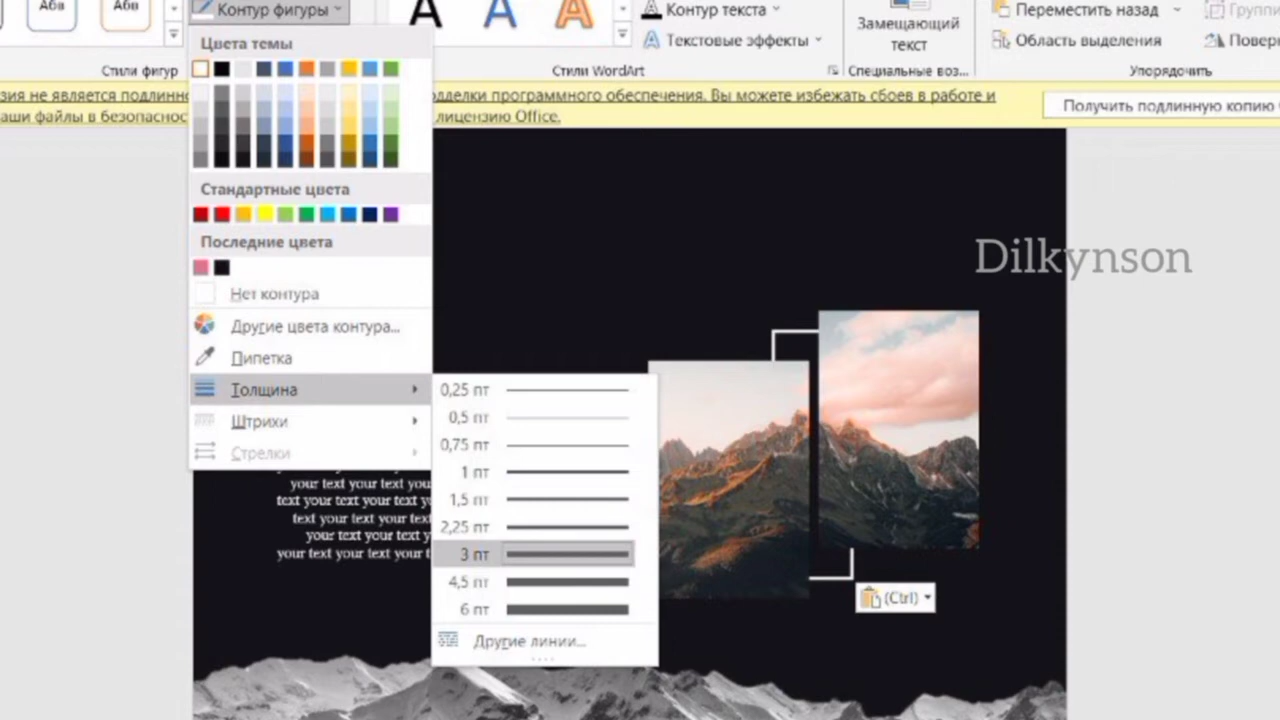 Абв
Абв
Контур фигуры
А
А
А
Контур текста
Текстовые эффекты
Замещающий
текст
Переместить назад
Область выделения
Стили фигур
Стили WordArt
Специальные воз...
Упорядочить
Получить подлинную копию
одделки программного обеспечения. Вы можете избежать сбоев в работе и
лицензию Office.
зия не является подлинно
аши файлы в безопаснос
Цвета темы
Стандартные цвета
Последние цвета
Нет контура
Другие цвета контура...
Пипетка
Толщина
Штрихи
Стрелки
0,25 пт
0,5 пт
0,75 пт
1 пт
1,5 пт
2,25 пт
3 пт
4,5 пт
6 пт
Другие линии...
your text your text you
text your text your text y
text your text your
your text your text
your text your text your t
Dilkynson
(Ctrl)